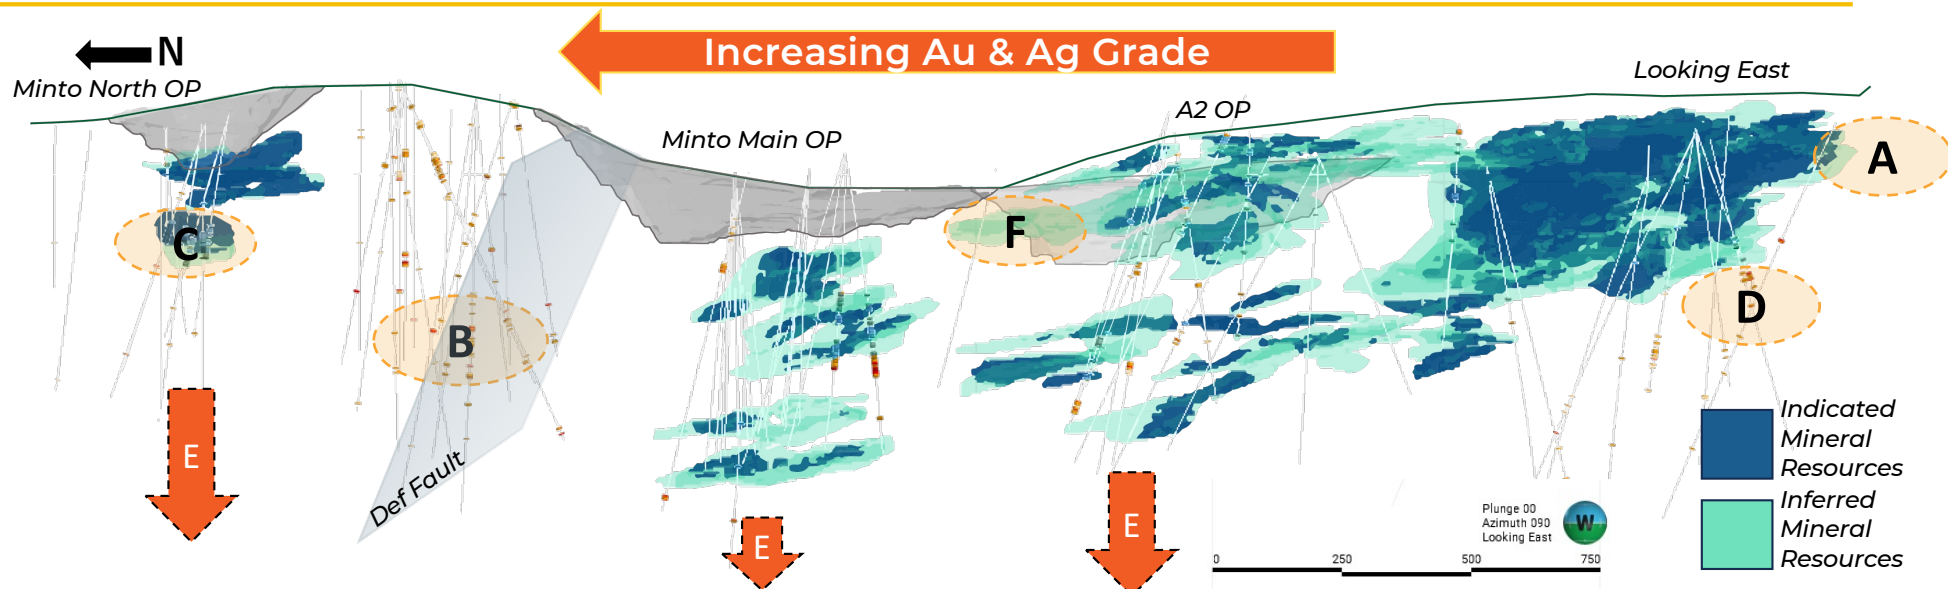 N
Increasing Au & Ag Grade
Looking East
Minto North OP
A2 OP
Minto Main OP
A
C
F
B
D
E
Def Fault
E
E
Plunge 00
Azimuth 090
Looking East
W
0 250 500 750
Indicated
Mineral
Resources
Inferred
Mineral
Resources